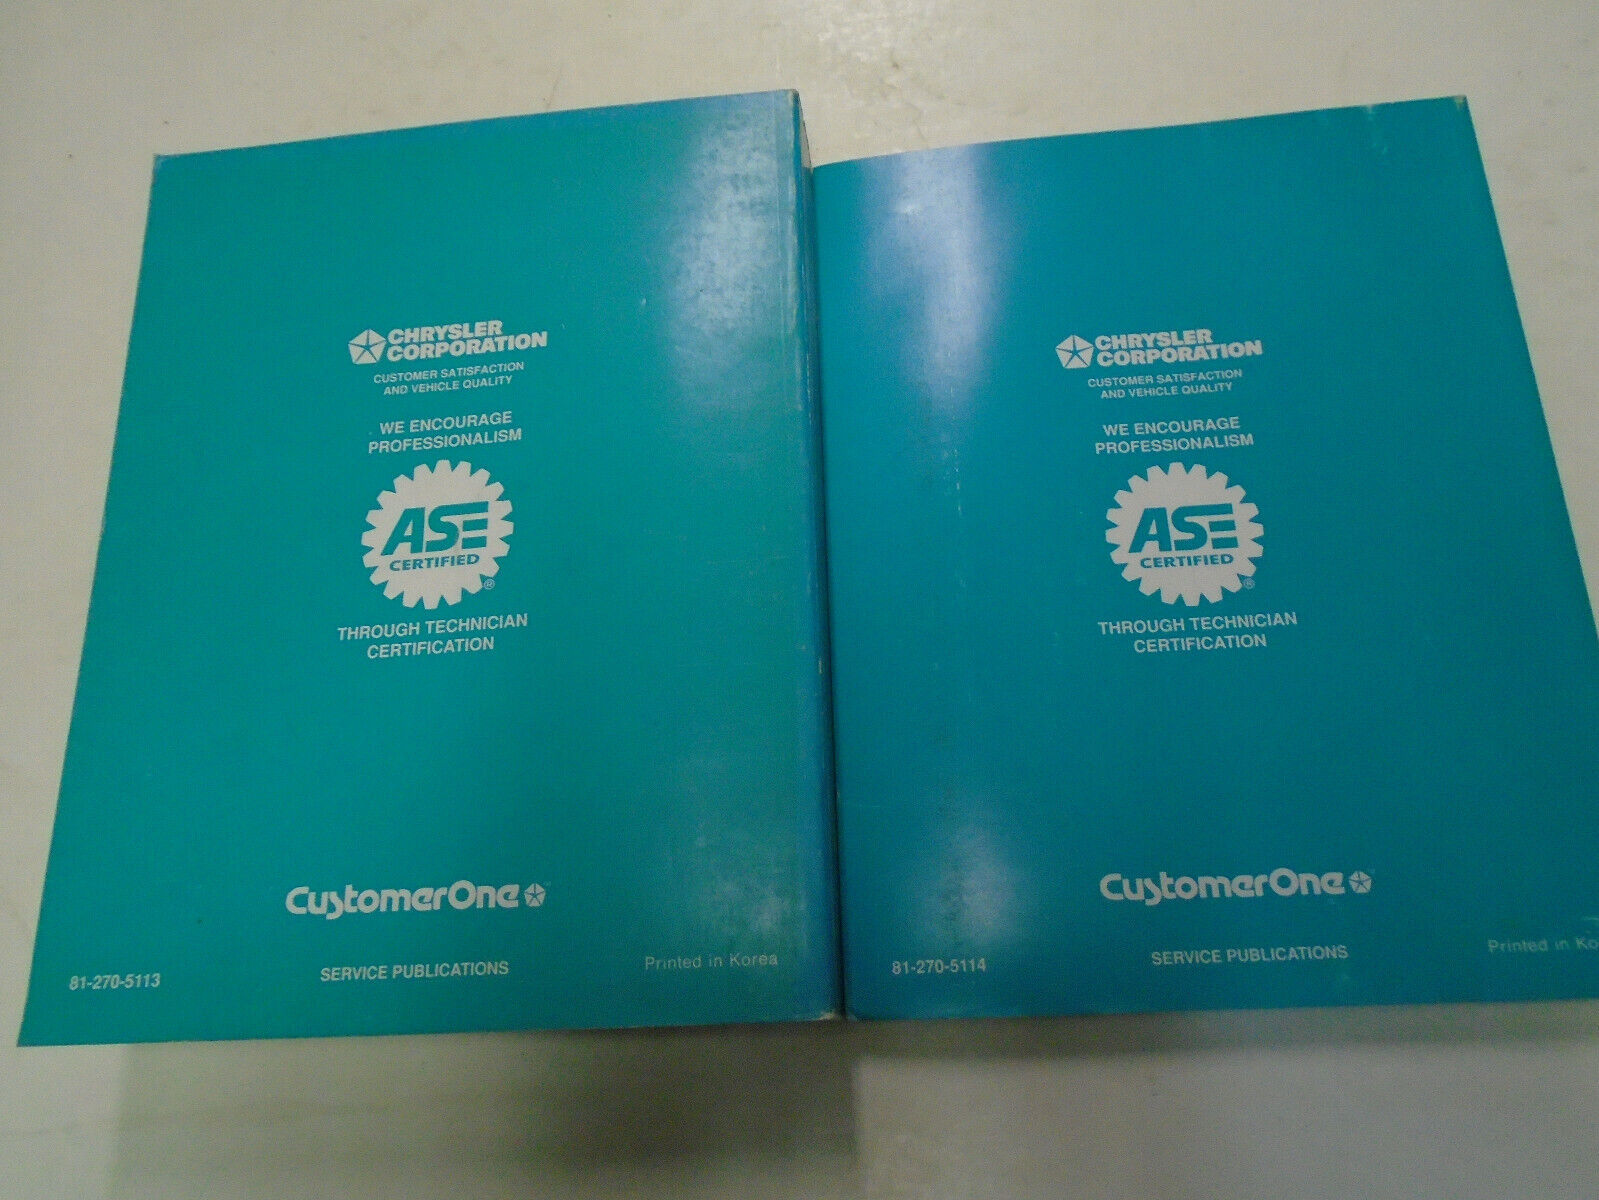 CHRYSLER
CORPORATION
CUSTOMER SATISFACTION
AND VEHICLE QUALITY
WE ENCOURAGE
PROFESSIONALISM
ASE
CERTIFIED
®
THROUGH TECHNICIAN
CERTIFICATION
CustomerOne
81-270-5113
SERVICE PUBLICATIONS
Printed in Korea
CHRYSLER
CORPORATION
CUSTOMER SATISFACTION
AND VEHICLE QUALITY
WE ENCOURAGE
PROFESSIONALISM
ASE
CERTIFIED
®
THROUGH TECHNICIAN
CERTIFICATION
CustomerOne
81-270-5114
SERVICE PUBLICATIONS
Printed in Ko